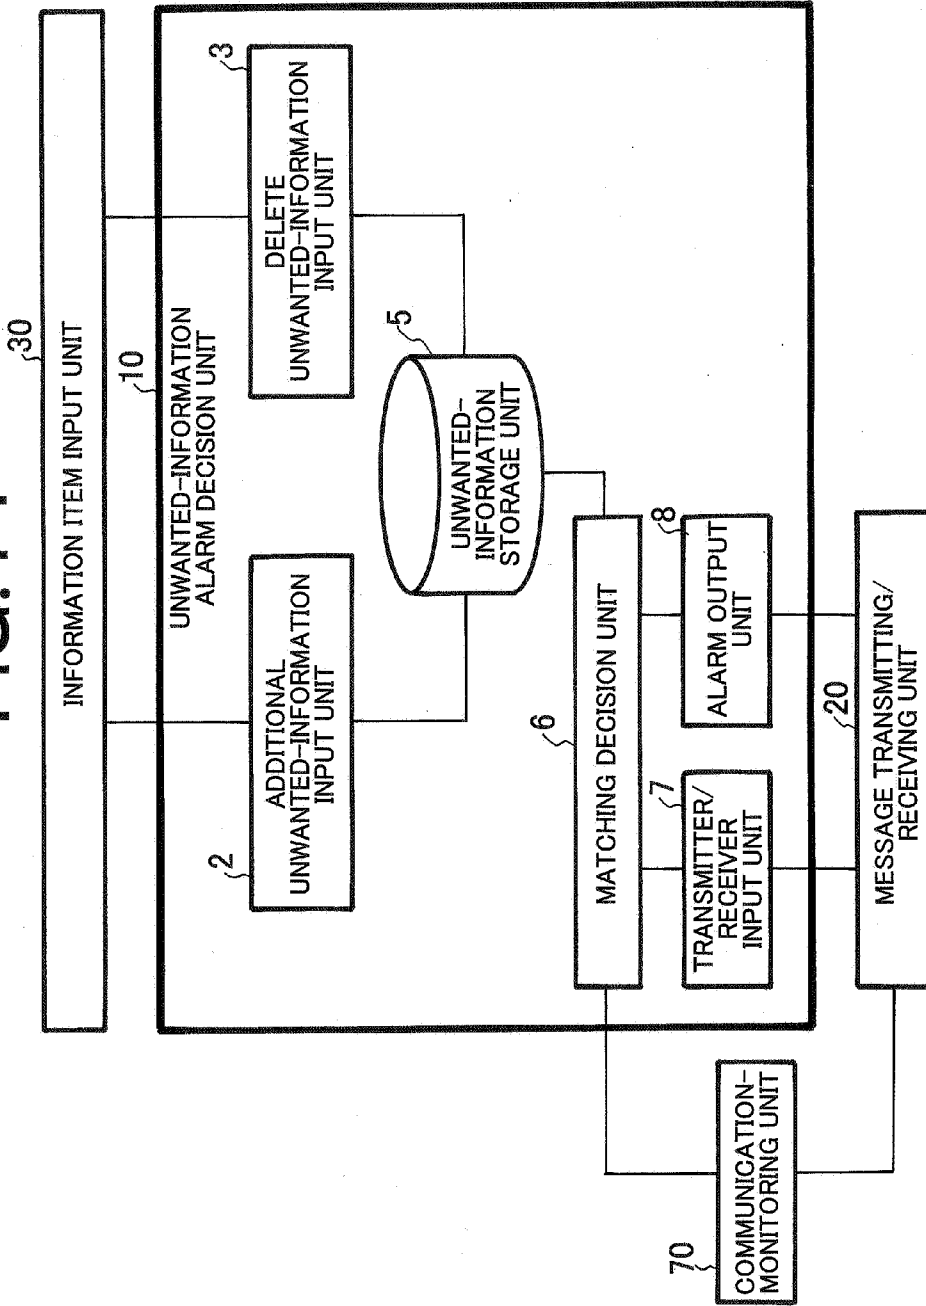 30
INFORMATION ITEM INPUT UNIT
10
UNWANTED-INFORMATION
ALARM DECISION UNIT
2
ADDITIONAL
UNWANTED-INFORMATION
INPUT UNIT
3
DELETE
UNWANTED-INFORMATION
INPUT UNIT
5
UNWANTED-
INFORMATION
STORAGE UNIT
6
MATCHING DECISION UNIT
7
TRANSMITTER/
RECEIVER
INPUT UNIT
8
ALARM OUTPUT
UNIT
70
COMMUNICATION-
MONITORING UNIT
20
MESSAGE TRANSMITTING/
RECEIVING UNIT